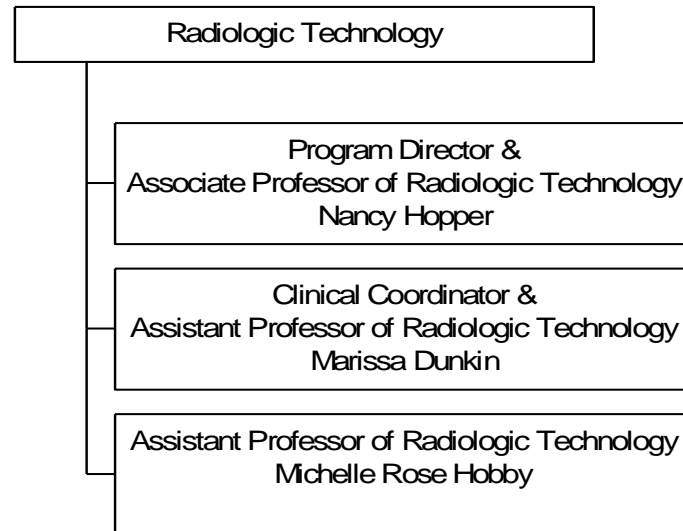 Radiologic Technology
Program Director &
Associate Professor of Radiologic Technology
Nancy Hopper
Clinical Coordinator &
Assistant Professor of Radiologic Technology
Marissa Dunkin
Assistant Professor of Radiologic Technology
Michelle Rose Hobby